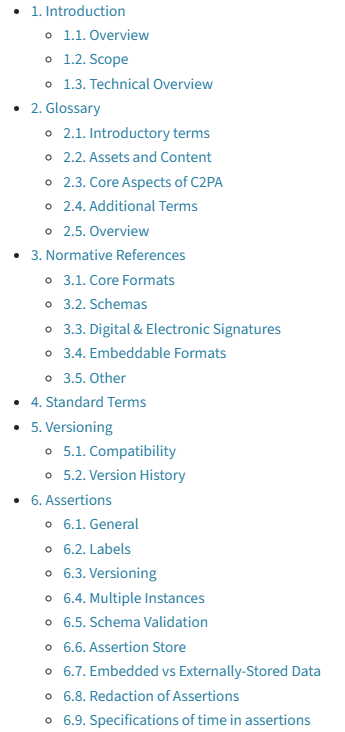 1. Introduction
1.1. Overview
1.2. Scope
1.3. Technical Overview
2. Glossary
2.1. Introductory terms
2.2. Assets and Content
2.3. Core Aspects of C2PA
2.4. Additional Terms
2.5. Overview
3. Normative References
3.1. Core Formats
3.2. Schemas
3.3. Digital & Electronic Signatures
3.4. Embeddable Formats
3.5. Other
4. Standard Terms
5. Versioning
5.1. Compatibility
5.2. Version History
6. Assertions
6.1. General
6.2. Labels
6.3. Versioning
6.4. Multiple Instances
6.5. Schema Validation
6.6. Assertion Store
6.7. Embedded vs Externally-Stored Data
6.8. Redaction of Assertions
6.9. Specifications of time in assertions